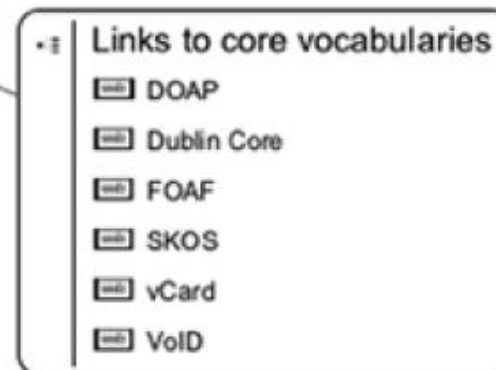 Links to core vocabularies
DOAP
Dublin Core
FOAF
SKOS
vCard
VoID